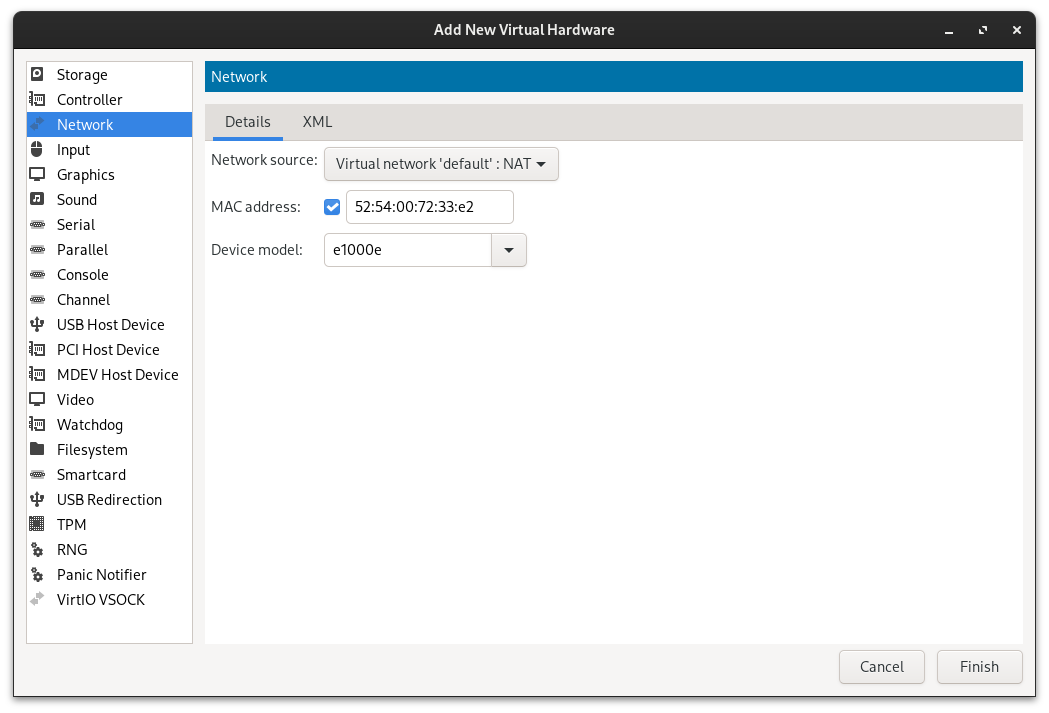 Add New Virtual Hardware
Storage
Controller
Network
Input
Graphics
Sound
Serial
Parallel
Console
Channel
USB Host Device
PCI Host Device
MDEV Host Device
Video
Watchdog
Filesystem
Smartcard
USB Redirection
TPM
RNG
Panic Notifier
VirtIO VSOCK
Network
Details XML
Network source: Virtual network 'default' : NAT
MAC address: 52:54:00:72:33:e2
Device model: e1000e
Cancel Finish